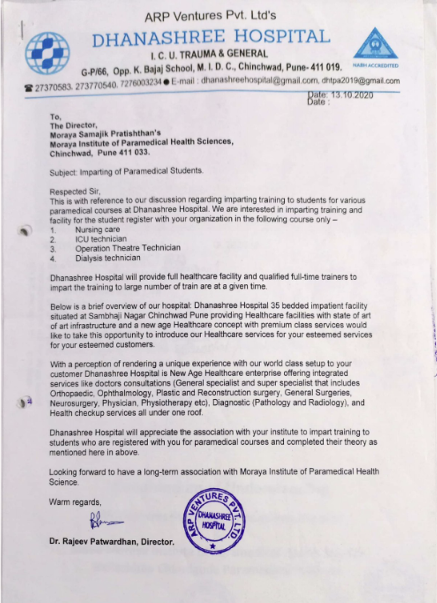 ARP Ventures Pvt. Ltd's
DHANASHREE HOSPITAL
I. C. U. TRAUMA & GENERAL
G-P/66, Opp. K. Bajaj School, M. I. D. C., Chinchwad, Pune- 411 019.
NABH ACCREDITED
☎ 27370583, 273770540, 7276003234 ● E-mail : dhanashreehospital@gmail.com, dhtpa2019@gmail.com
Date: 13.10.2020
Date :
To,
The Director,
Moraya Samajik Pratishthan's
Moraya Institute of Paramedical Health Sciences,
Chinchwad, Pune 411 033.
Subject: Imparting of Paramedical Students.
Respected Sir,
This is with reference to our discussion regarding imparting training to students for various
paramedical courses at Dhanashree Hospital. We are interested in imparting training and
facility for the student register with your organization in the following course only –
1. Nursing care
2. ICU technician
3. Operation Theatre Technician
4. Dialysis technician
Dhanashree Hospital will provide full healthcare facility and qualified full-time trainers to
impart the training to large number of train are at a given time.
Below is a brief overview of our hospital: Dhanashree Hospital 35 bedded impatient facility
situated at Sambhaji Nagar Chinchwad Pune providing Healthcare facilities with state of art
of art infrastructure and a new age Healthcare concept with premium class services would
like to take this opportunity to introduce our Healthcare services for your esteemed services
for your esteemed customers.
With a perception of rendering a unique experience with our world class setup to your
customer Dhanashree Hospital is New Age Healthcare enterprise offering integrated
services like doctors consultations (General specialist and super specialist that includes
Orthopaedic, Ophthalmology, Plastic and Reconstruction surgery, General Surgeries,
Neurosurgery, Physician, Physiotherapy etc), Diagnostic (Pathology and Radiology), and
Health checkup services all under one roof.
Dhanashree Hospital will appreciate the association with your institute to impart training to
students who are registered with you for paramedical courses and completed their theory as
mentioned here in above.
Looking forward to have a long-term association with Moraya Institute of Paramedical Health
Science.
Warm regards,
ARP VENTURES PVT. LTD
DHANASHREE
HOSPITAL
Dr. Rajeev Patwardhan, Director.